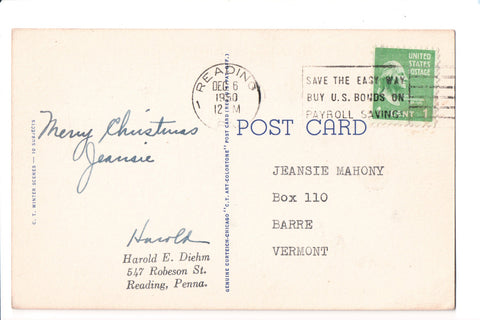 C. T. WINTER SCENES — 10 SUBJECTS
Merry Christmas
Jeansie
Harold
Harold E. Diehm
547 Robeson St.
Reading, Penna.
GENUINE CURTEICH-CHICAGO "C. T. ART-COLORTONE" POST CARD
READING
DEC 6
12 M
1950
SAVE THE EASY WAY
BUY U.S. BONDS ON
PAYROLL SAVINGS
UNITED
STATES
POSTAGE
CENT 1
POST CARD
JEANSIE MAHONY
Box 110
BARRE
VERMONT